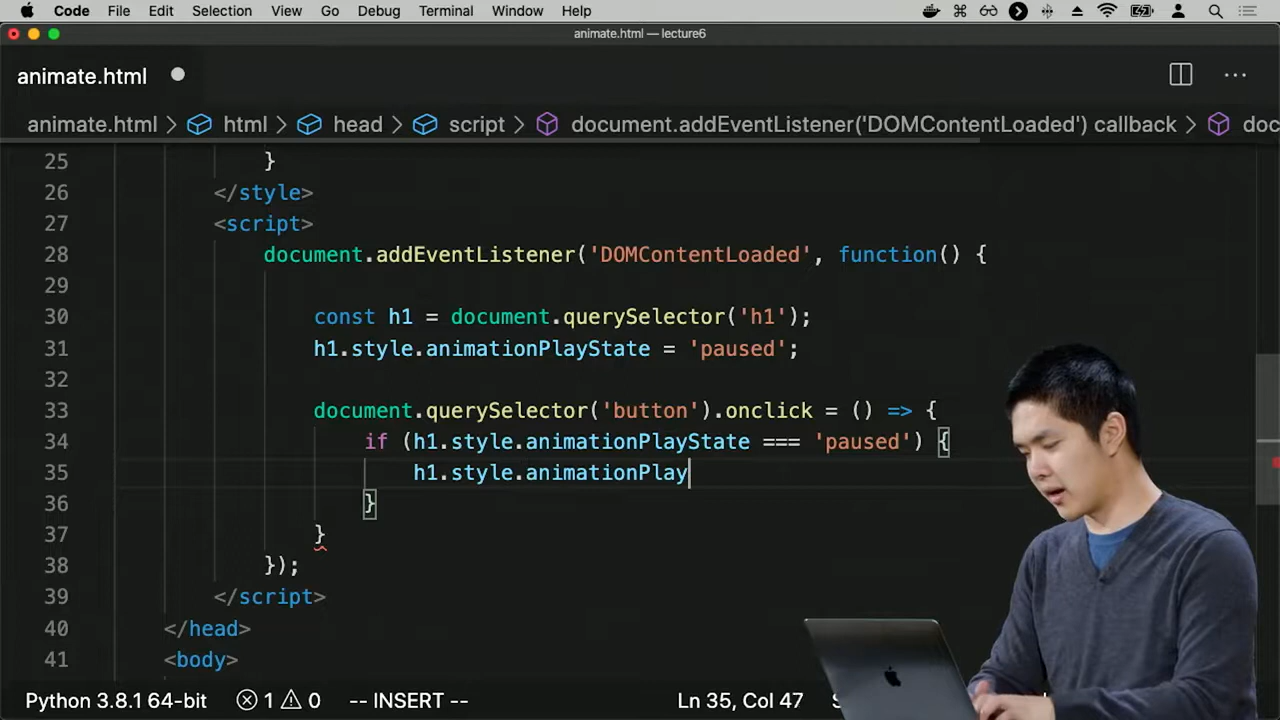 Code File Edit Selection View Go Debug Terminal Window Help
animate.html — lecture6
animate.html
animate.html html head script document.addEventListener('DOMContentLoaded') callback doc
25 }
26 </style>
27 <script>
28 document.addEventListener('DOMContentLoaded', function() {
29
30 const h1 = document.querySelector('h1');
31 h1.style.animationPlayState = 'paused';
32
33 document.querySelector('button').onclick = () => {
34 if (h1.style.animationPlayState === 'paused') {
35 h1.style.animationPlay
36 }
37 }
38 });
39 </script>
40 </head>
41 <body>
Python 3.8.1 64-bit 1 0 -- INSERT -- Ln 35, Col 47